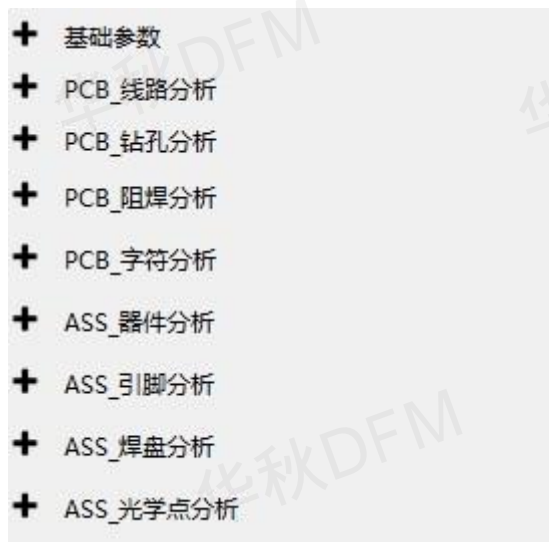 基础参数
PCB_线路分析
PCB_钻孔分析
PCB_阻焊分析
PCB_字符分析
ASS_器件分析
ASS_引脚分析
ASS_焊盘分析
ASS_光学点分析
华秋DFM
华秋DFM